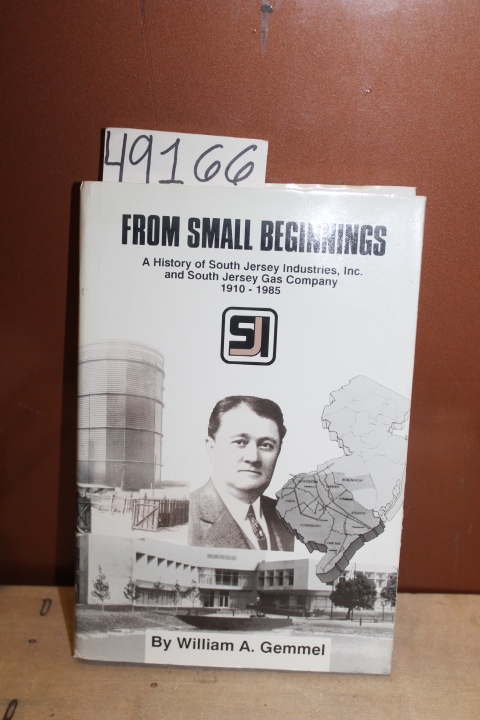 49166
FROM SMALL BEGINNINGS
A History of South Jersey Industries, Inc.
and South Jersey Gas Company
1910 - 1985
SJI
By William A. Gemmel